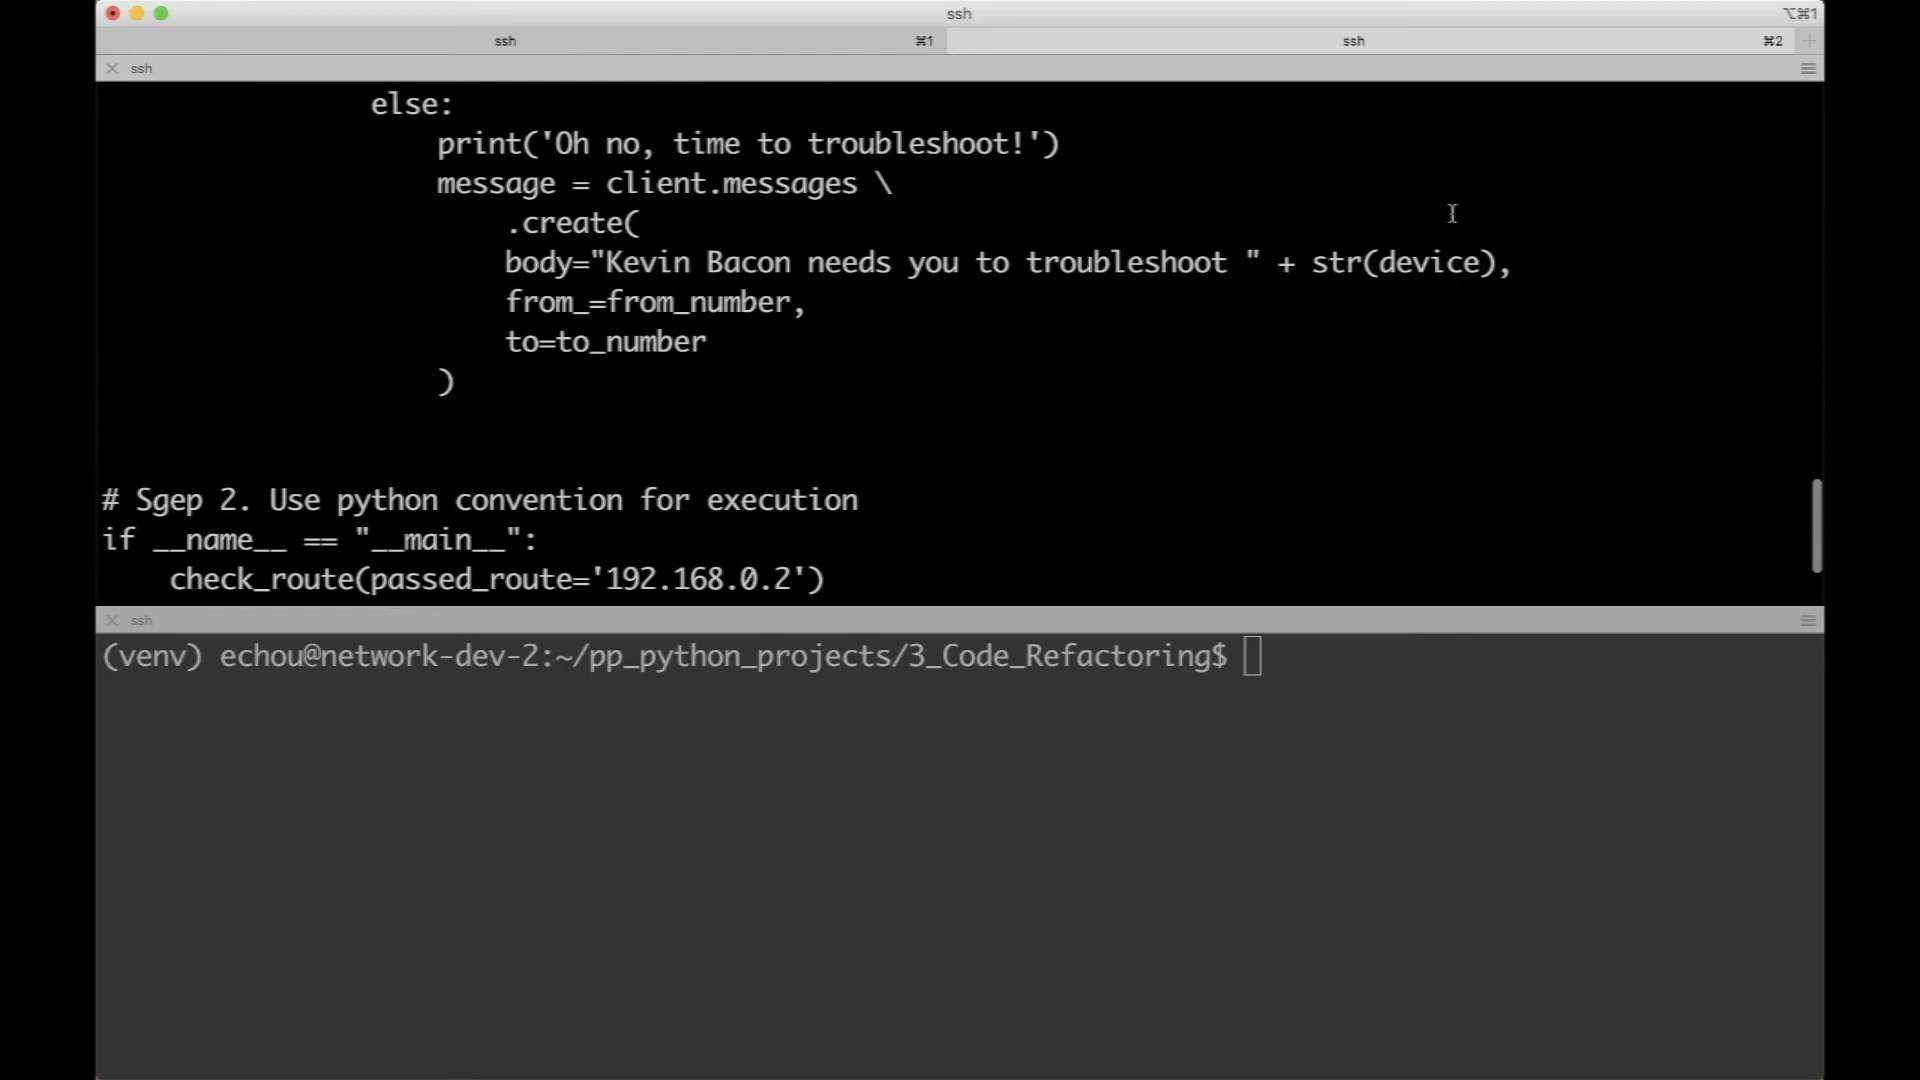 ssh
⌥⌘1
ssh ⌘1 ssh ⌘2 +
ssh
else:
print('Oh no, time to troubleshoot!')
message = client.messages \
.create(
body="Kevin Bacon needs you to troubleshoot " + str(device),
from_=from_number,
to=to_number
)
# Sgep 2. Use python convention for execution
if __name__ == "__main__":
check_route(passed_route='192.168.0.2')
ssh
(venv) echou@network-dev-2:~/pp_python_projects/3_Code_Refactoring$